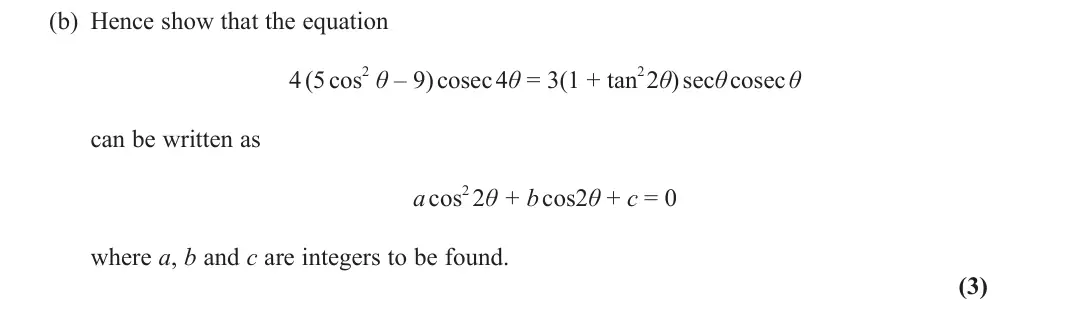 (b) Hence show that the equation
4 (5 cos² θ – 9) cosec 4θ = 3(1 + tan² 2θ) secθ cosec θ
can be written as
a cos² 2θ + b cos2θ + c = 0
where a, b and c are integers to be found.
(3)